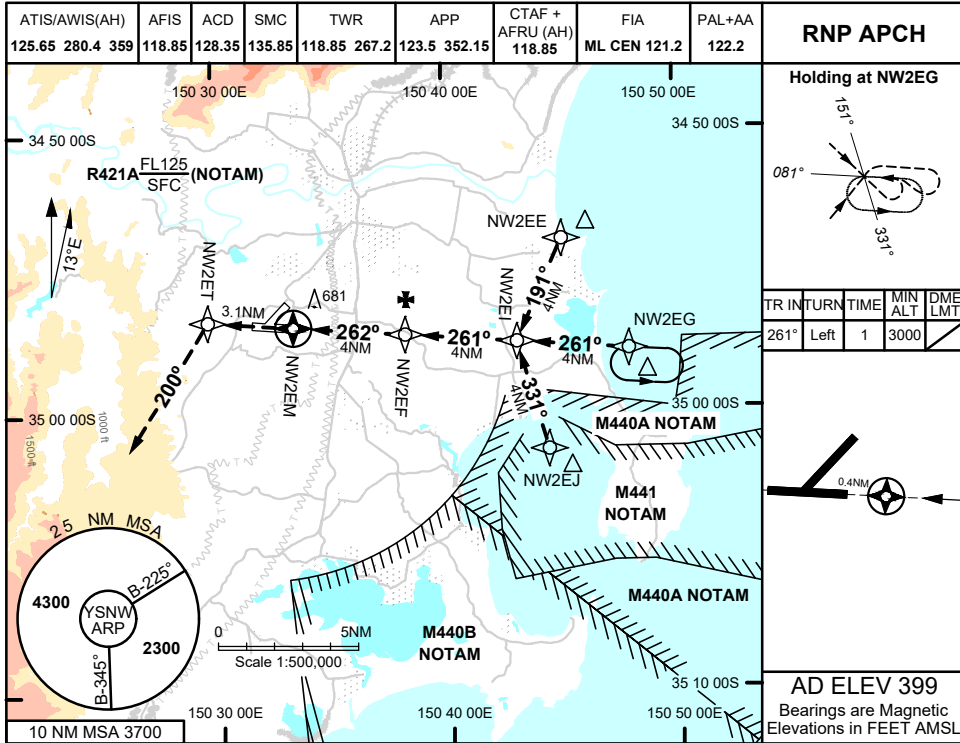 ATIS/AWIS(AH)
125.65 280.4 359
AFIS
118.85
ACD
128.35
SMC
135.85
TWR
118.85 267.2
APP
123.5 352.15
CTAF +
AFRU (AH)
118.85
FIA
ML CEN 121.2
PAL+AA
122.2
RNP APCH
150 30 00E
150 40 00E
150 50 00E
34 50 00S
34 50 00S
R421A FL125
SFC
(NOTAM)
13°E
NW2ET
3.1NM
681
NW2EE
191°
4NM
NW2EI
NW2EG
262°
4NM
261°
4NM
261°
4NM
NW2EM
NW2EF
200°
331°
4NM
NW2EJ
35 00 00S
35 00 00S
1500 ft
1000 ft
M440A NOTAM
M441
NOTAM
M440A NOTAM
M440B
NOTAM
25 NM MSA
B-225°
4300
YSNW
ARP
2300
B-345°
0
5NM
Scale 1:500,000
35 10 00S
10 NM MSA 3700
150 30 00E
150 40 00E
150 50 00E
Holding at NW2EG
151°
081°
331°
TR IN
TURN
TIME
MIN
ALT
DME
LMT
261°
Left
1
3000
0.4NM
AD ELEV 399
Bearings are Magnetic
Elevations in FEET AMSL